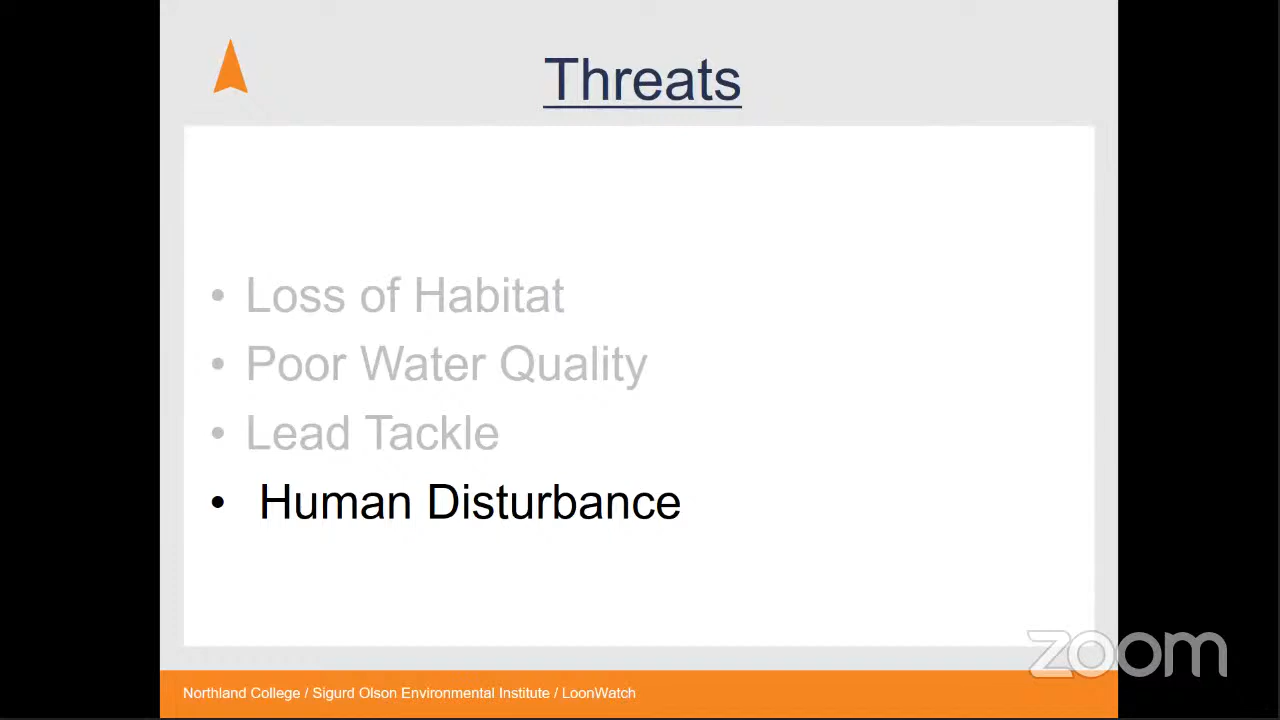 Threats
• Loss of Habitat
• Poor Water Quality
• Lead Tackle
• Human Disturbance
zoom
Northland College / Sigurd Olson Environmental Institute / LoonWatch